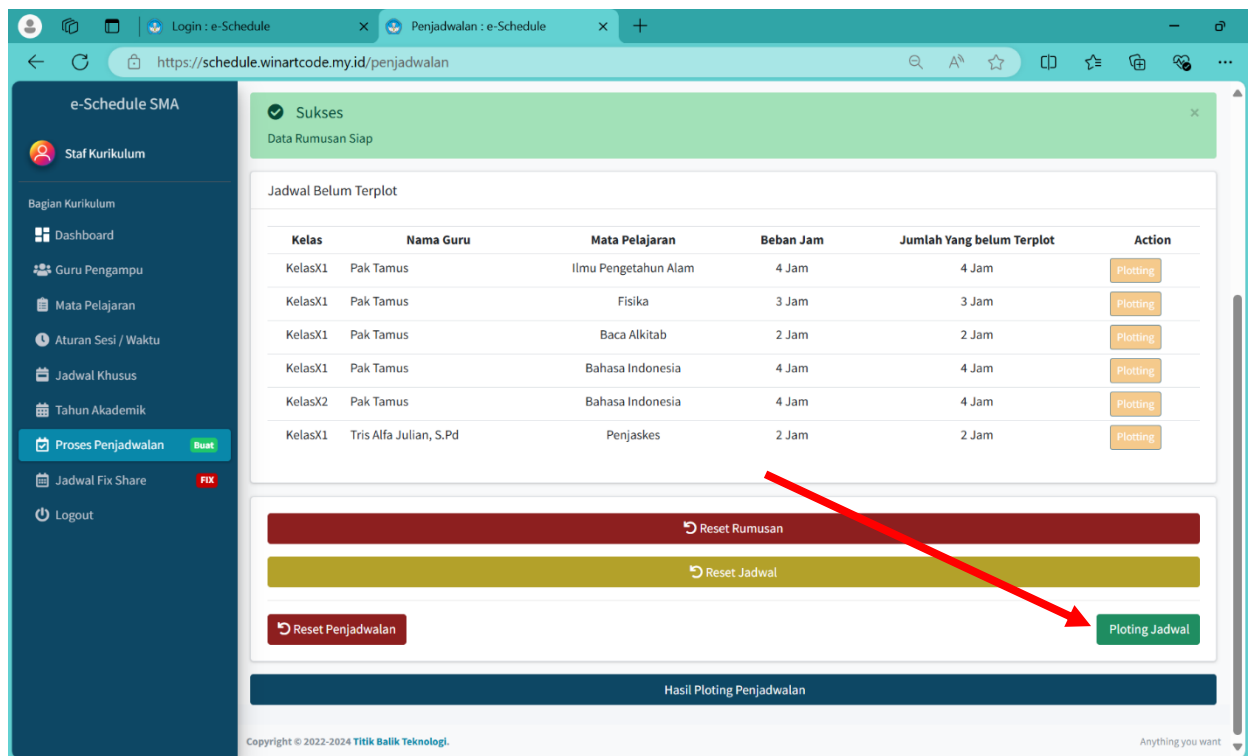 Login : e-Schedule
Penjadwalan : e-Schedule
https://schedule.winartcode.my.id/penjadwalan
e-Schedule SMA
Staf Kurikulum
Bagian Kurikulum
Dashboard
Guru Pengampu
Mata Pelajaran
Aturan Sesi / Waktu
Jadwal Khusus
Tahun Akademik
Proses Penjadwalan Buat
Jadwal Fix Share FIX
Logout
Sukses
Data Rumusan Siap
Jadwal Belum Terplot
Kelas Nama Guru Mata Pelajaran Beban Jam Jumlah Yang belum Terplot Action
KelasX1 Pak Tamus Ilmu Pengetahun Alam 4 Jam 4 Jam Plotting
KelasX1 Pak Tamus Fisika 3 Jam 3 Jam Plotting
KelasX1 Pak Tamus Baca Alkitab 2 Jam 2 Jam Plotting
KelasX1 Pak Tamus Bahasa Indonesia 4 Jam 4 Jam Plotting
KelasX2 Pak Tamus Bahasa Indonesia 4 Jam 4 Jam Plotting
KelasX1 Tris Alfa Julian, S.Pd Penjaskes 2 Jam 2 Jam Plotting
Reset Rumusan
Reset Jadwal
Reset Penjadwalan Ploting Jadwal
Hasil Ploting Penjadwalan
Copyright © 2022-2024 Titik Balik Teknologi. Anything you want